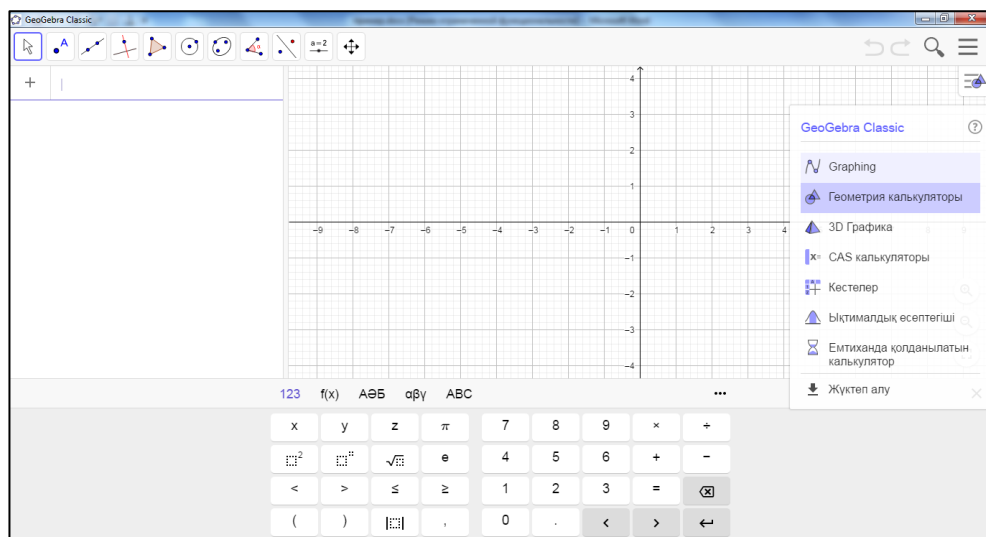 GeoGebra Classic
A
a=2
+
GeoGebra Classic ?
Graphing
Геометрия калькуляторы
3D Графика
x= CAS калькуляторы
Кестелер
Ықтималдық есептегіші
Емтиханда қолданылатын
калькулятор
Жүктеп алу
4
3
2
1
-9 -8 -7 -6 -5 -4 -3 -2 -1 0 1 2 3 4
-1
-2
-3
-4
123 f(x) АӘБ αβγ ABC ...
x y z π 7 8 9 × ÷
2 √ e 4 5 6 + −
< > ≤ ≥ 1 2 3 =
( ) | | , 0 . < >